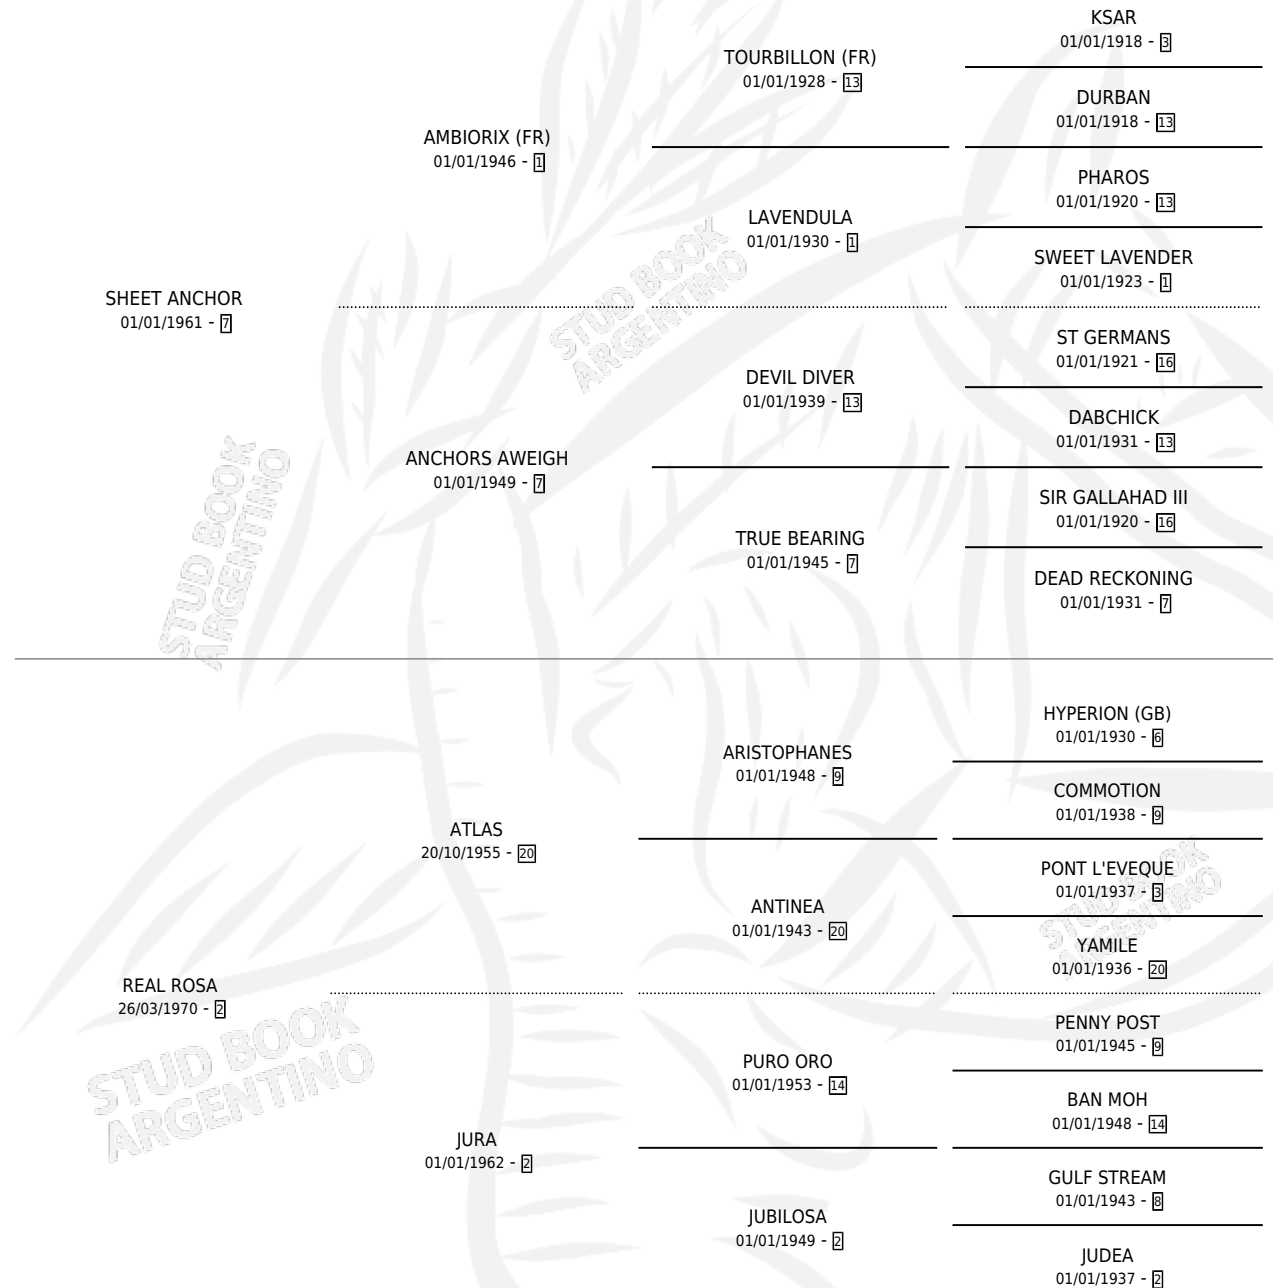 KSAR
01/01/1918 - 3
TOURBILLON (FR)
01/01/1928 - 13
DURBAN
01/01/1918 - 13
AMBIORIX (FR)
01/01/1946 - 1
PHAROS
01/01/1920 - 13
LAVENDULA
01/01/1930 - 1
SWEET LAVENDER
01/01/1923 - 1
STUD BOOK
ARGENTINO
SHEET ANCHOR
01/01/1961 - 7
ST GERMANS
01/01/1921 - 16
DEVIL DIVER
01/01/1939 - 13
DABCHICK
01/01/1931 - 13
ANCHORS AWEIGH
01/01/1949 - 7
SIR GALLAHAD III
01/01/1920 - 16
TRUE BEARING
01/01/1945 - 7
DEAD RECKONING
01/01/1931 - 7
STUD BOOK
ARGENTINO
HYPERION (GB)
01/01/1930 - 6
ARISTOPHANES
01/01/1948 - 9
COMMOTION
01/01/1938 - 9
ATLAS
20/10/1955 - 20
PONT L'EVEQUE
01/01/1937 - 3
ANTINEA
01/01/1943 - 20
YAMILE
01/01/1936 - 20
STUD BOOK
ARGENTINO
REAL ROSA
26/03/1970 - 2
PENNY POST
01/01/1945 - 9
PURO ORO
01/01/1953 - 14
BAN MOH
01/01/1948 - 14
STUD BOOK
ARGENTINO
JURA
01/01/1962 - 2
GULF STREAM
01/01/1943 - 8
JUBILOSA
01/01/1949 - 2
JUDEA
01/01/1937 - 2